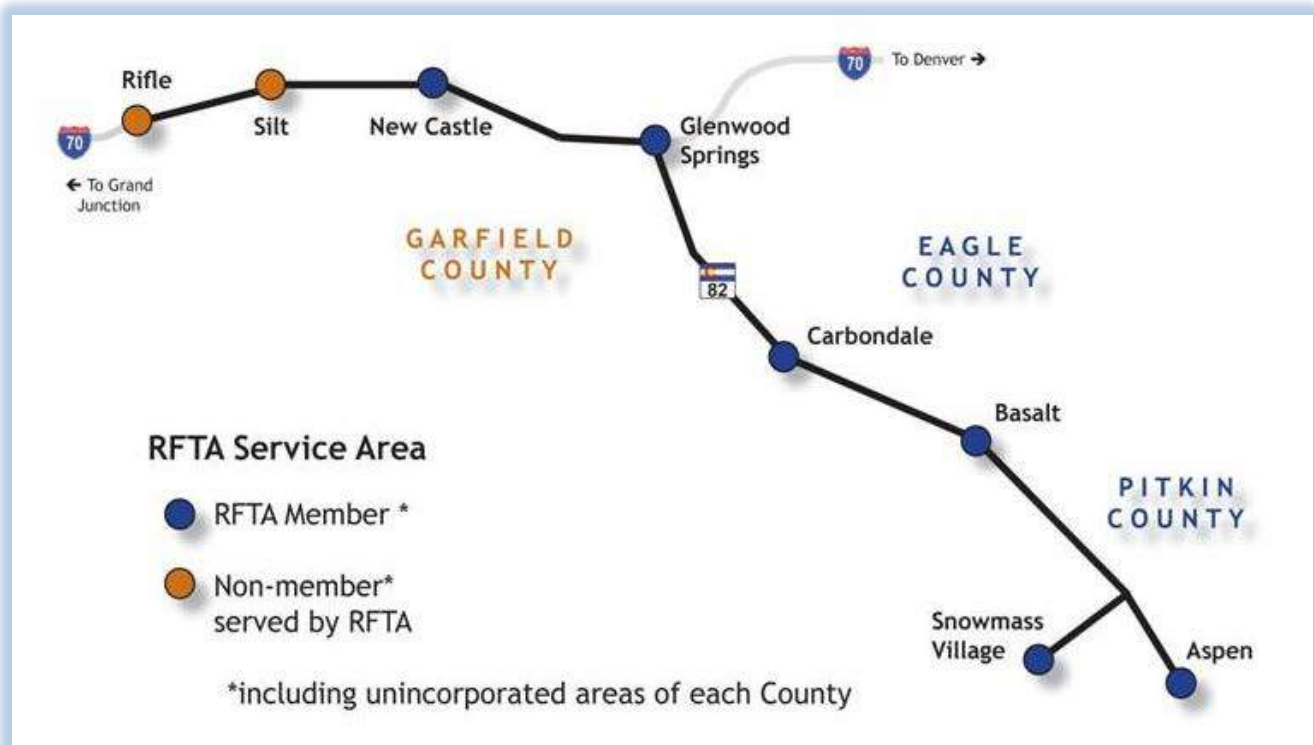 70
To Denver →
Rifle
Silt
New Castle
Glenwood
Springs
70
← To Grand
Junction
GARFIELD
COUNTY
EAGLE
COUNTY
82
Carbondale
Basalt
PITKIN
COUNTY
RFTA Service Area
RFTA Member *
Non-member*
served by RFTA
Snowmass
Village
Aspen
*including unincorporated areas of each County